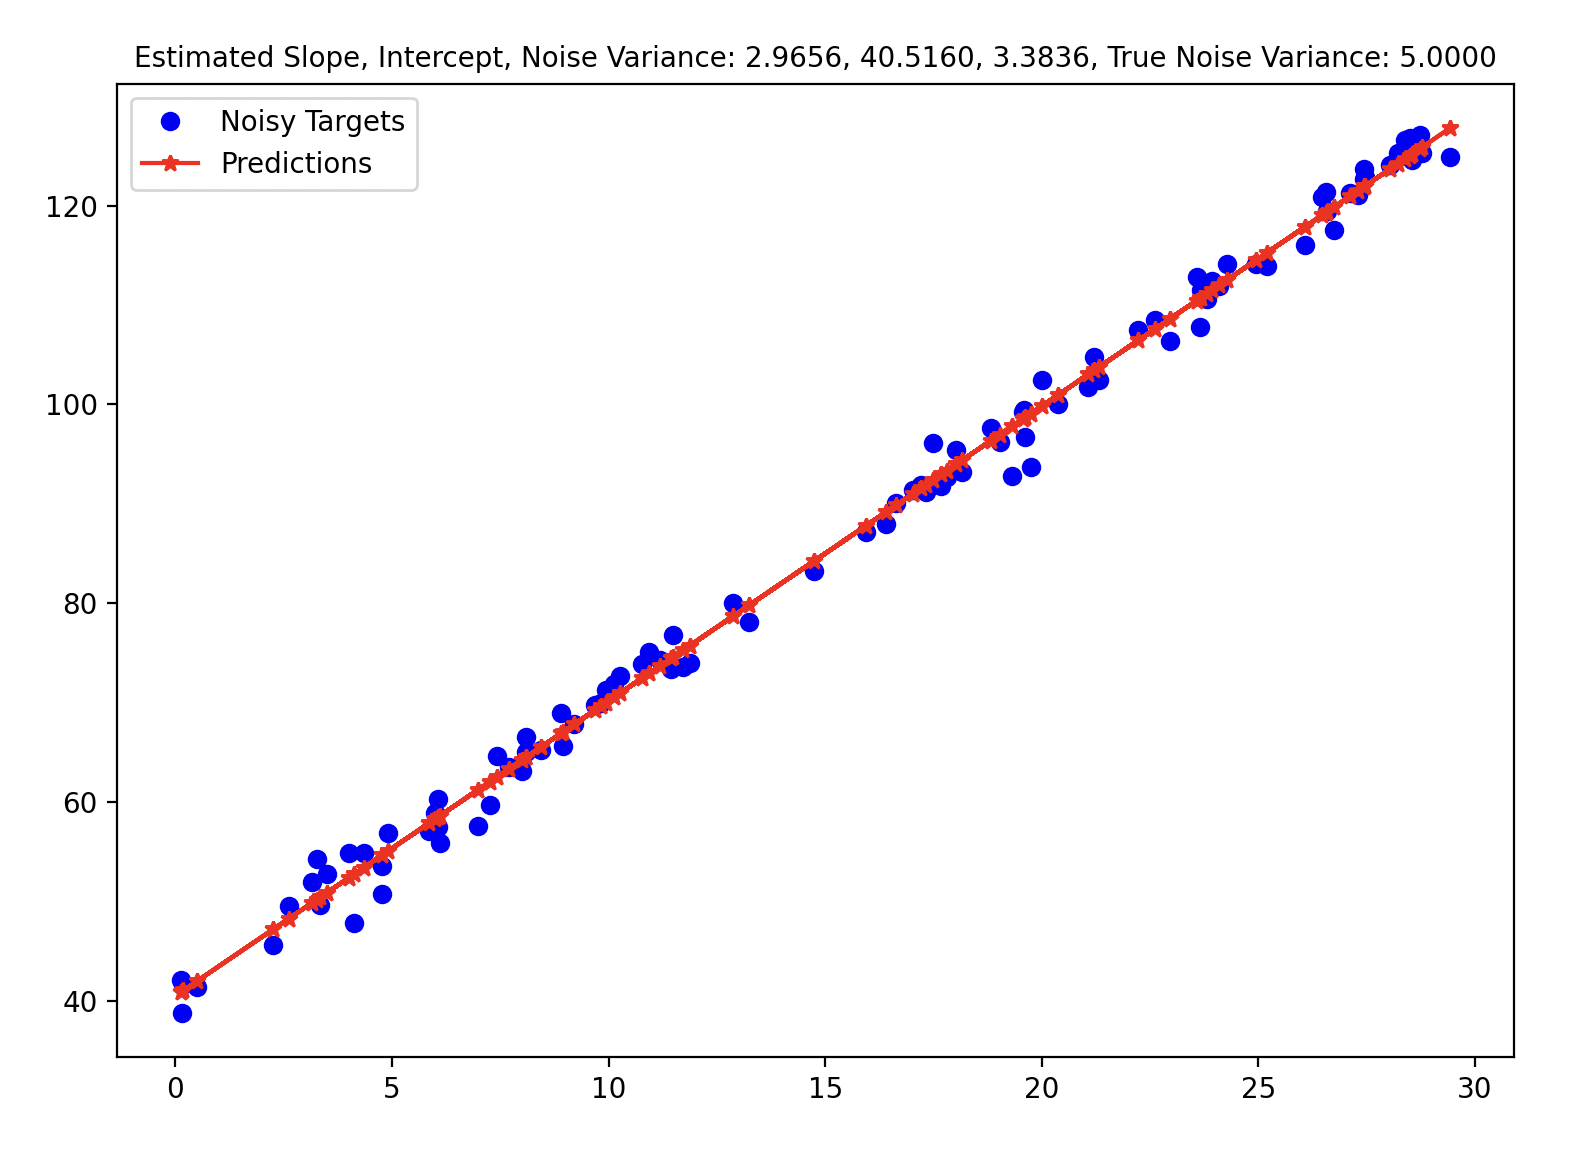 Estimated Slope, Intercept, Noise Variance: 2.9656, 40.5160, 3.3836, True Noise Variance: 5.0000
Noisy Targets
Predictions
120
100
80
60
40
0 5 10 15 20 25 30